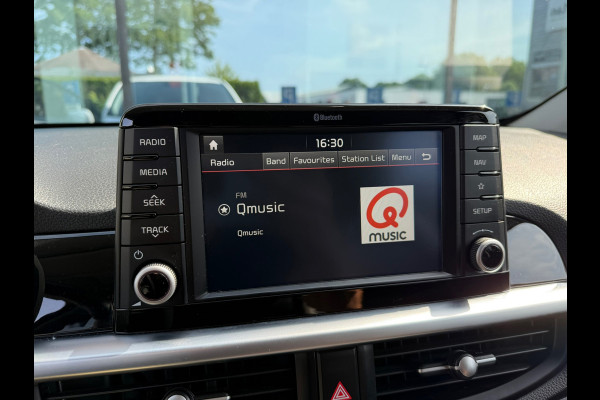 Bluetooth
16:30
RADIO
MEDIA
SEEK
TRACK
Radio Band Favourites Station List Menu
FM
Qmusic
Qmusic
Q
MUSIC
MAP
NAV
SETUP